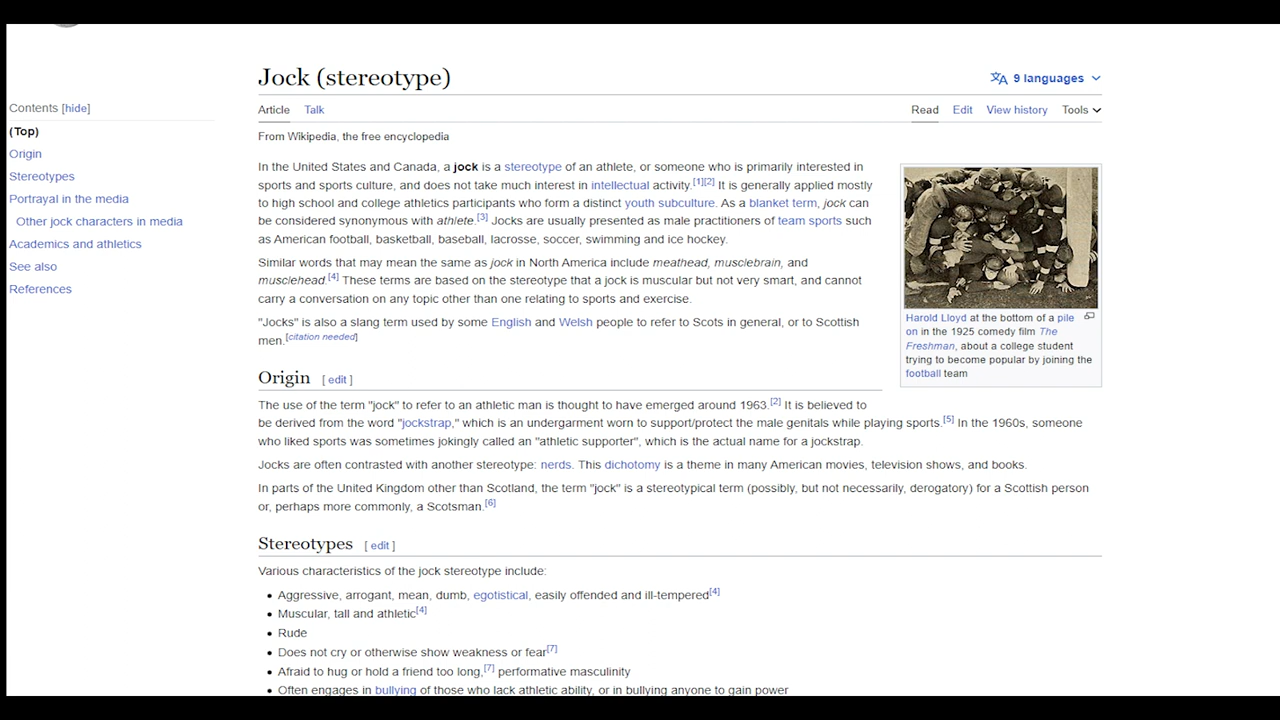 Jock (stereotype)
9 languages
Contents [hide]
(Top)
Origin
Stereotypes
Portrayal in the media
Other jock characters in media
Academics and athletics
See also
References
Article Talk
Read Edit View history Tools
From Wikipedia, the free encyclopedia
In the United States and Canada, a jock is a stereotype of an athlete, or someone who is primarily interested in
sports and sports culture, and does not take much interest in intellectual activity.[1][2] It is generally applied mostly
to high school and college athletics participants who form a distinct youth subculture. As a blanket term, jock can
be considered synonymous with athlete.[3] Jocks are usually presented as male practitioners of team sports such
as American football, basketball, baseball, lacrosse, soccer, swimming and ice hockey.
Similar words that may mean the same as jock in North America include meathead, musclebrain, and
musclehead.[4] These terms are based on the stereotype that a jock is muscular but not very smart, and cannot
carry a conversation on any topic other than one relating to sports and exercise.
"Jocks" is also a slang term used by some English and Welsh people to refer to Scots in general, or to Scottish
men.[citation needed]
Harold Lloyd at the bottom of a pile
on in the 1925 comedy film The
Freshman, about a college student
trying to become popular by joining the
football team
Origin [ edit ]
The use of the term "jock" to refer to an athletic man is thought to have emerged around 1963.[2] It is believed to
be derived from the word "jockstrap," which is an undergarment worn to support/protect the male genitals while playing sports.[5] In the 1960s, someone
who liked sports was sometimes jokingly called an "athletic supporter", which is the actual name for a jockstrap.
Jocks are often contrasted with another stereotype: nerds. This dichotomy is a theme in many American movies, television shows, and books.
In parts of the United Kingdom other than Scotland, the term "jock" is a stereotypical term (possibly, but not necessarily, derogatory) for a Scottish person
or, perhaps more commonly, a Scotsman.[6]
Stereotypes [ edit ]
Various characteristics of the jock stereotype include:
• Aggressive, arrogant, mean, dumb, egotistical, easily offended and ill-tempered[4]
• Muscular, tall and athletic[4]
• Rude
• Does not cry or otherwise show weakness or fear[7]
• Afraid to hug or hold a friend too long,[7] performative masculinity
• Often engages in bullying of those who lack athletic ability, or in bullying anyone to gain power